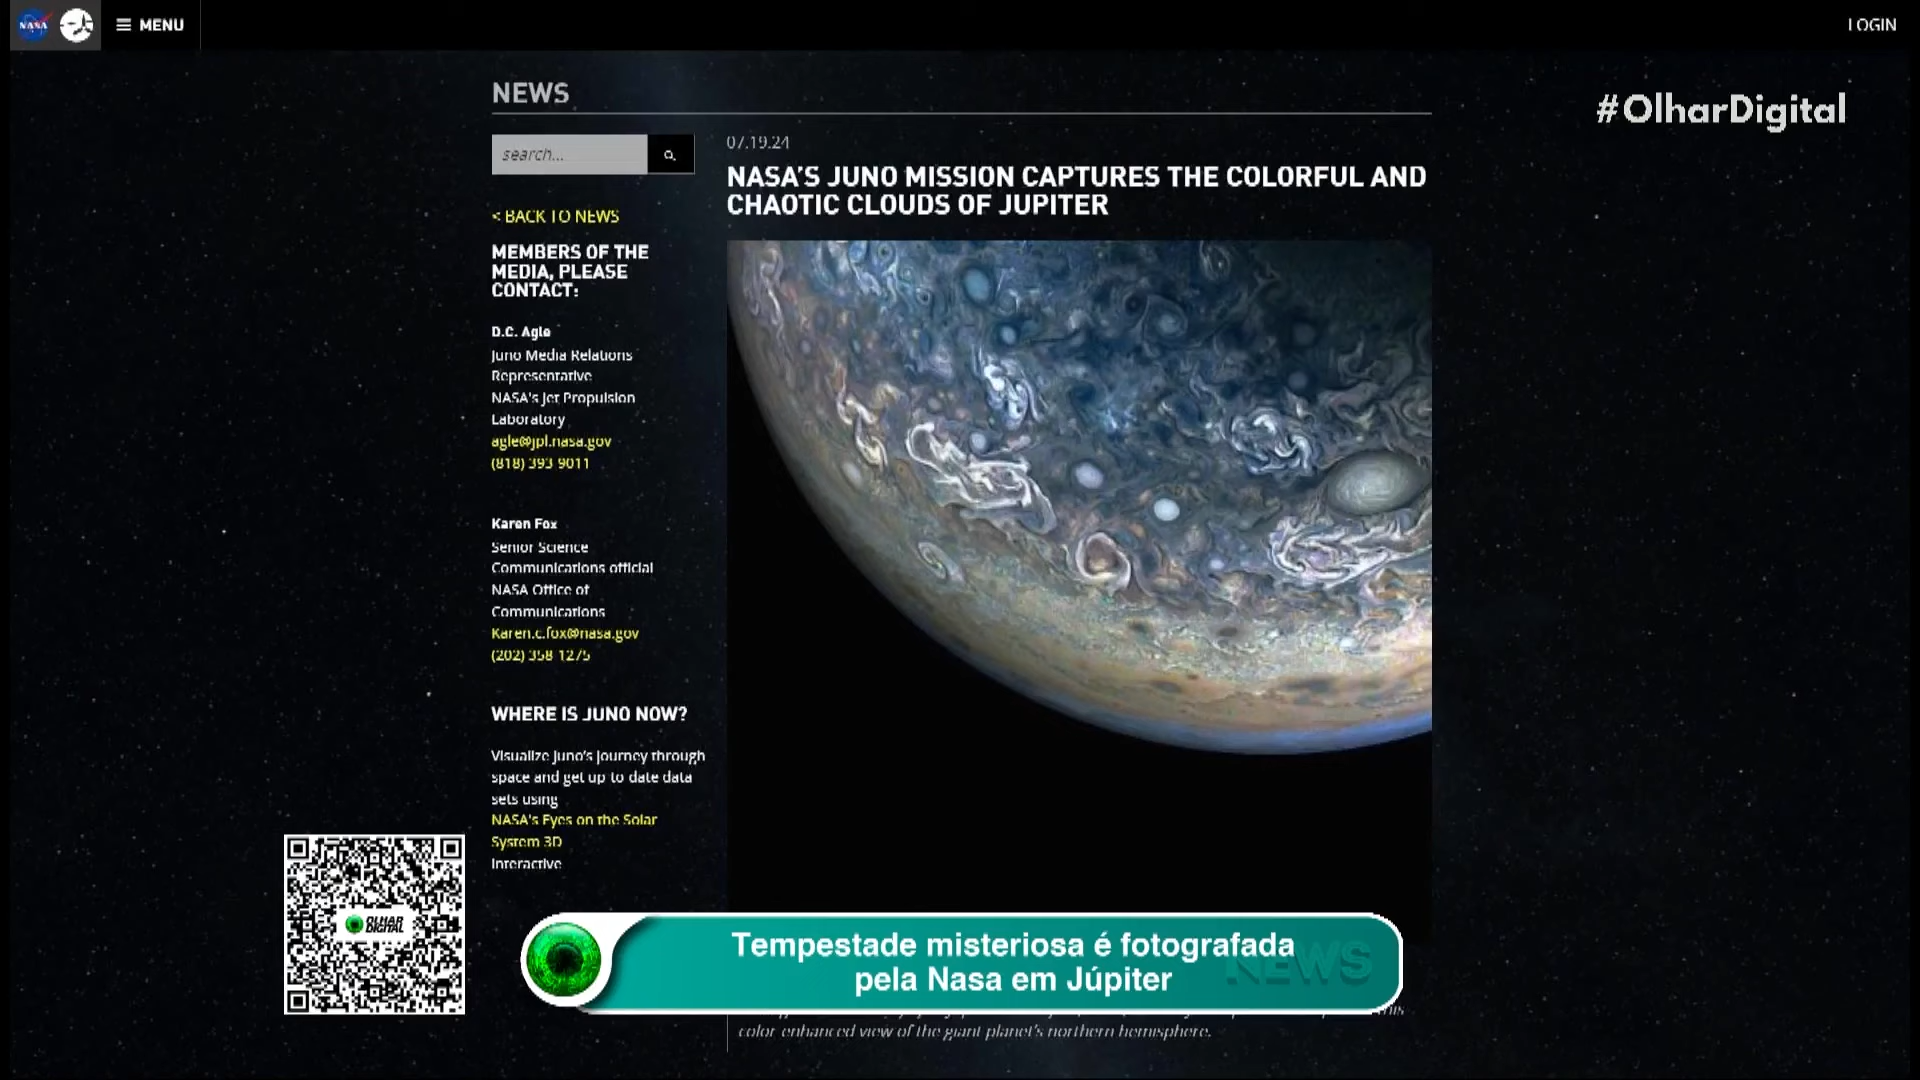 NASA
MENU
LOGIN
NEWS
#OlharDigital
search...
07.19.24
NASA'S JUNO MISSION CAPTURES THE COLORFUL AND
CHAOTIC CLOUDS OF JUPITER
< BACK TO NEWS
MEMBERS OF THE
MEDIA, PLEASE
CONTACT:
D.C. Agle
Juno Media Relations
Representative
NASA's Jet Propulsion
Laboratory
agle@jpl.nasa.gov
(818) 393 9011
Karen Fox
Senior Science
Communications official
NASA Office of
Communications
Karen.c.fox@nasa.gov
(202) 358 1275
WHERE IS JUNO NOW?
Visualize Juno's journey through
space and get up to date data
sets using
NASA's Eyes on the Solar
System 3D
Interactive
OLHAR
DIGITAL
Tempestade misteriosa é fotografada
pela Nasa em Júpiter
NEWS
this
color enhanced view of the giant planet's northern hemisphere.